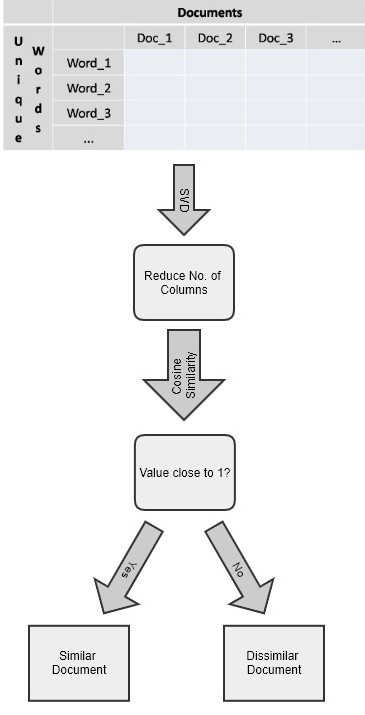 Documents
Unique
Words
Doc_1 Doc_2 Doc_3 ...
Word_1
Word_2
Word_3
...
SVD
Reduce No. of
Columns
Cosine
Similarity
Value close to 1?
Yes
No
Similar
Document
Dissimilar
Document